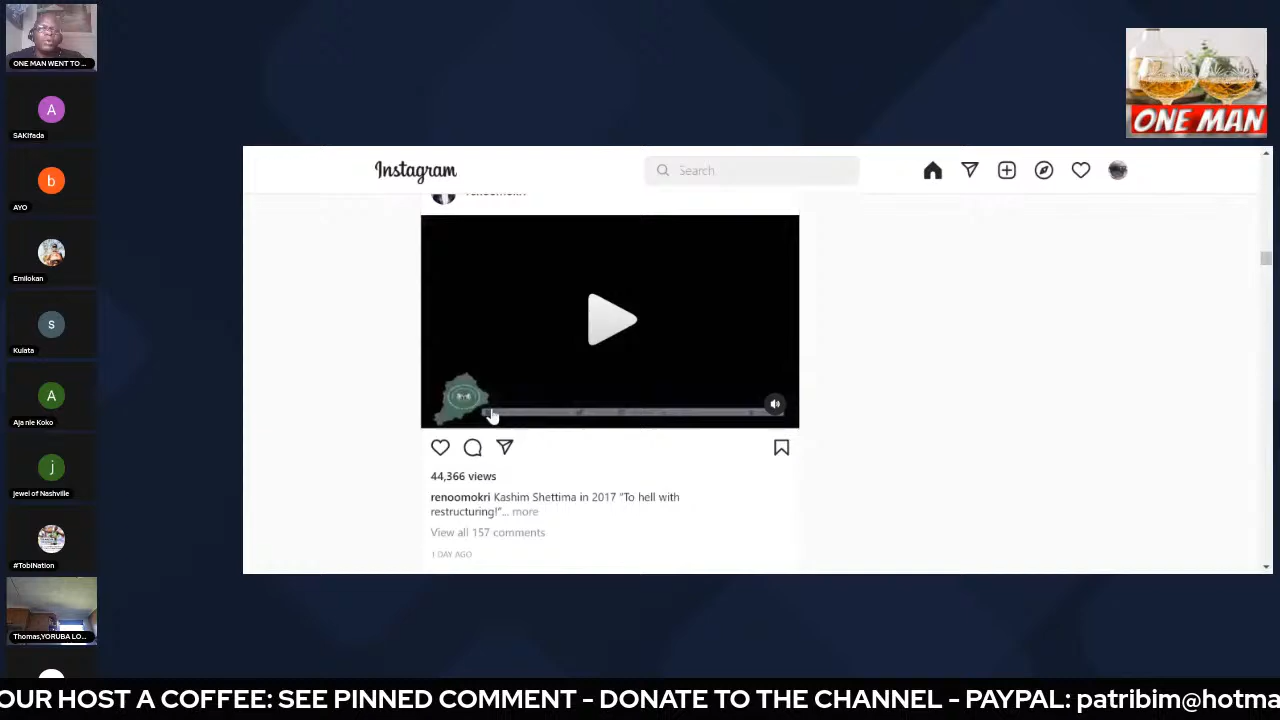 ONE MAN WENT TO ...
A
SAKIfada
b
AYO
Emilokan
s
Kulata
A
Aja nie Koko
j
jewel of Nashville
#TobiNation
Thomas,YORUBA LO...
ONE MAN
Instagram
Search
renoomokri
44,366 views
renoomokri Kashim Shettima in 2017 “To hell with
restructuring!”... more
View all 157 comments
1 DAY AGO
OUR HOST A COFFEE: SEE PINNED COMMENT - DONATE TO THE CHANNEL - PAYPAL: patribim@hotma